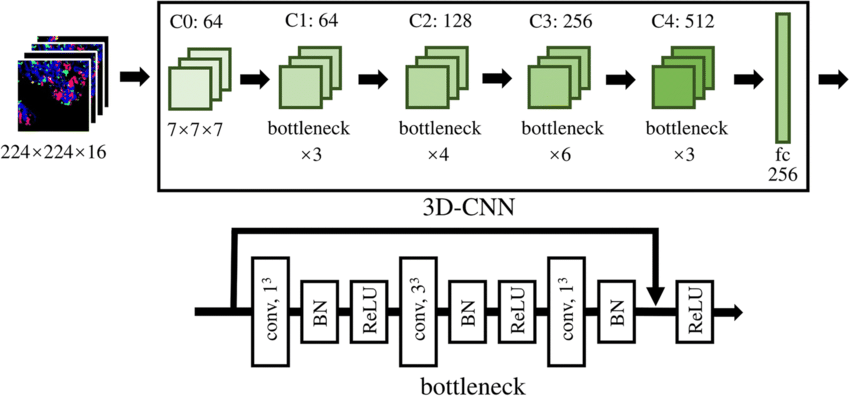 C0: 64 C1: 64 C2: 128 C3: 256 C4: 512
7×7×7 bottleneck bottleneck bottleneck bottleneck
224×224×16 ×3 ×4 ×6 ×3 fc
256
3D-CNN
conv, 1³ BN ReLU conv, 3³ BN ReLU conv, 1³ BN ReLU
bottleneck